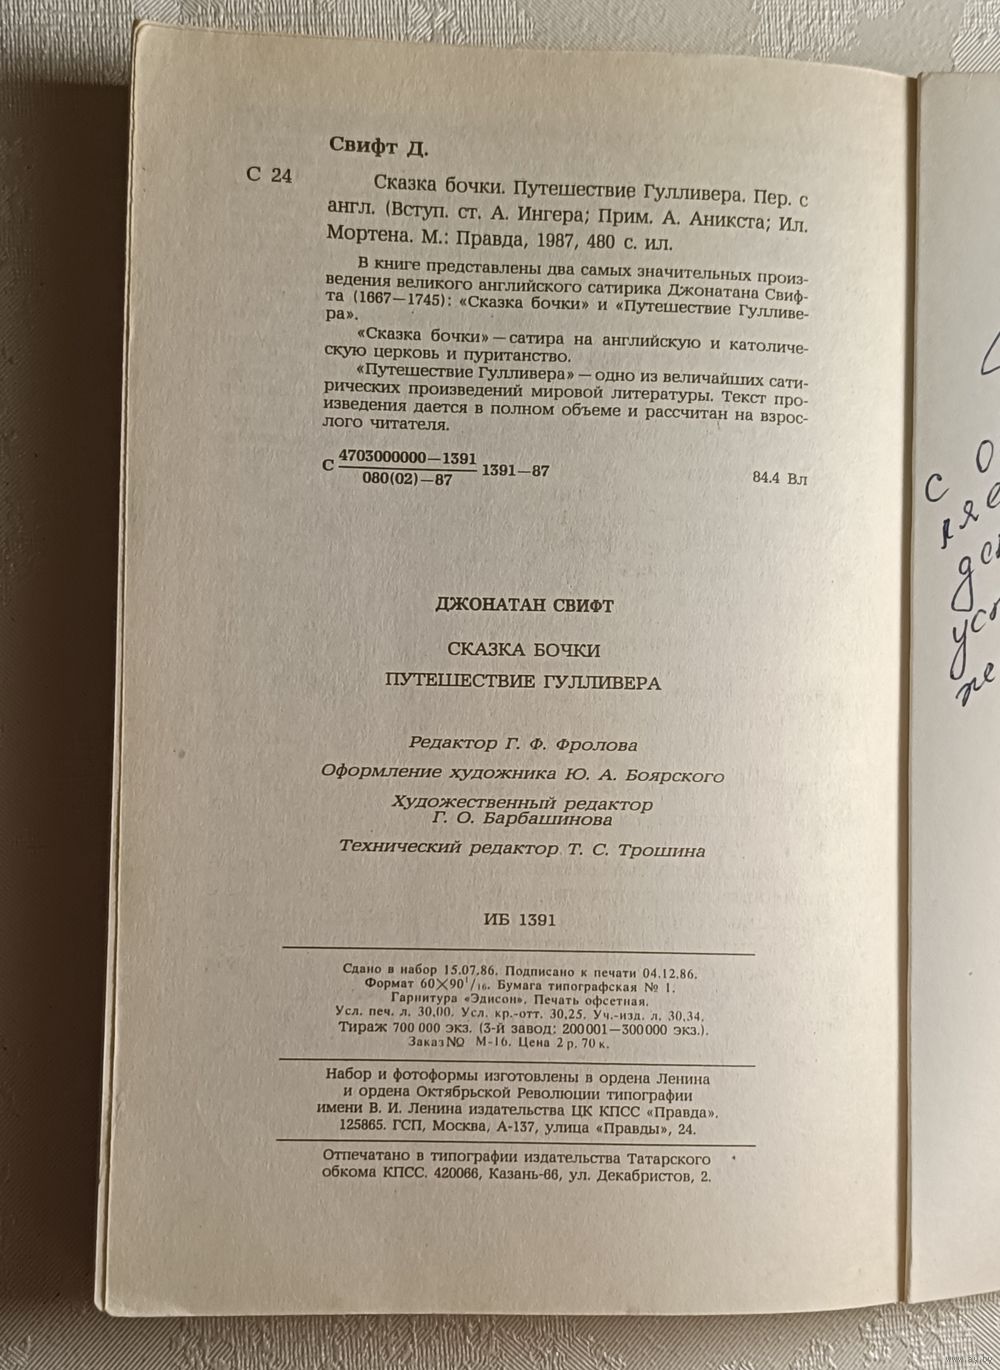 Свифт Д.
С 24
Сказка бочки. Путешествие Гулливера. Пер. с
англ. (Вступ. ст. А. Ингера; Прим. А. Аникста; Ил.
Мортена. М.: Правда, 1987, 480 с. ил.
В книге представлены два самых значительных произ-
ведения великого английского сатирика Джонатана Свиф-
та (1667—1745): «Сказка бочки» и «Путешествие Гулливе-
ра».
«Сказка бочки» — сатира на английскую и католиче-
скую церковь и пуританство.
«Путешествие Гулливера» — одно из величайших сати-
рических произведений мировой литературы. Текст про-
изведения дается в полном объеме и рассчитан на взрос-
лого читателя.
С 4703000000—1391
080(02)—87 1391—87 84.4 Вл
ДЖОНАТАН СВИФТ
СКАЗКА БОЧКИ
ПУТЕШЕСТВИЕ ГУЛЛИВЕРА
Редактор Г. Ф. Фролова
Оформление художника Ю. А. Боярского
Художественный редактор
Г. О. Барбашинова
Технический редактор Т. С. Трошина
ИБ 1391
Сдано в набор 15.07.86. Подписано к печати 04.12.86.
Формат 60×90¹/₁₆. Бумага типографская № 1.
Гарнитура «Эдисон». Печать офсетная.
Усл. печ. л. 30,00. Усл. кр.-отт. 30,25. Уч.-изд. л. 30,34.
Тираж 700 000 экз. (3-й завод: 200 001—300 000 экз.).
Заказ № М-16. Цена 2 р. 70 к.
Набор и фотоформы изготовлены в ордена Ленина
и ордена Октябрьской Революции типографии
имени В. И. Ленина издательства ЦК КПСС «Правда».
125865. ГСП, Москва, А-137, улица «Правды», 24.
Отпечатано в типографии издательства Татарского
обкома КПСС. 420066, Казань-66, ул. Декабристов, 2.